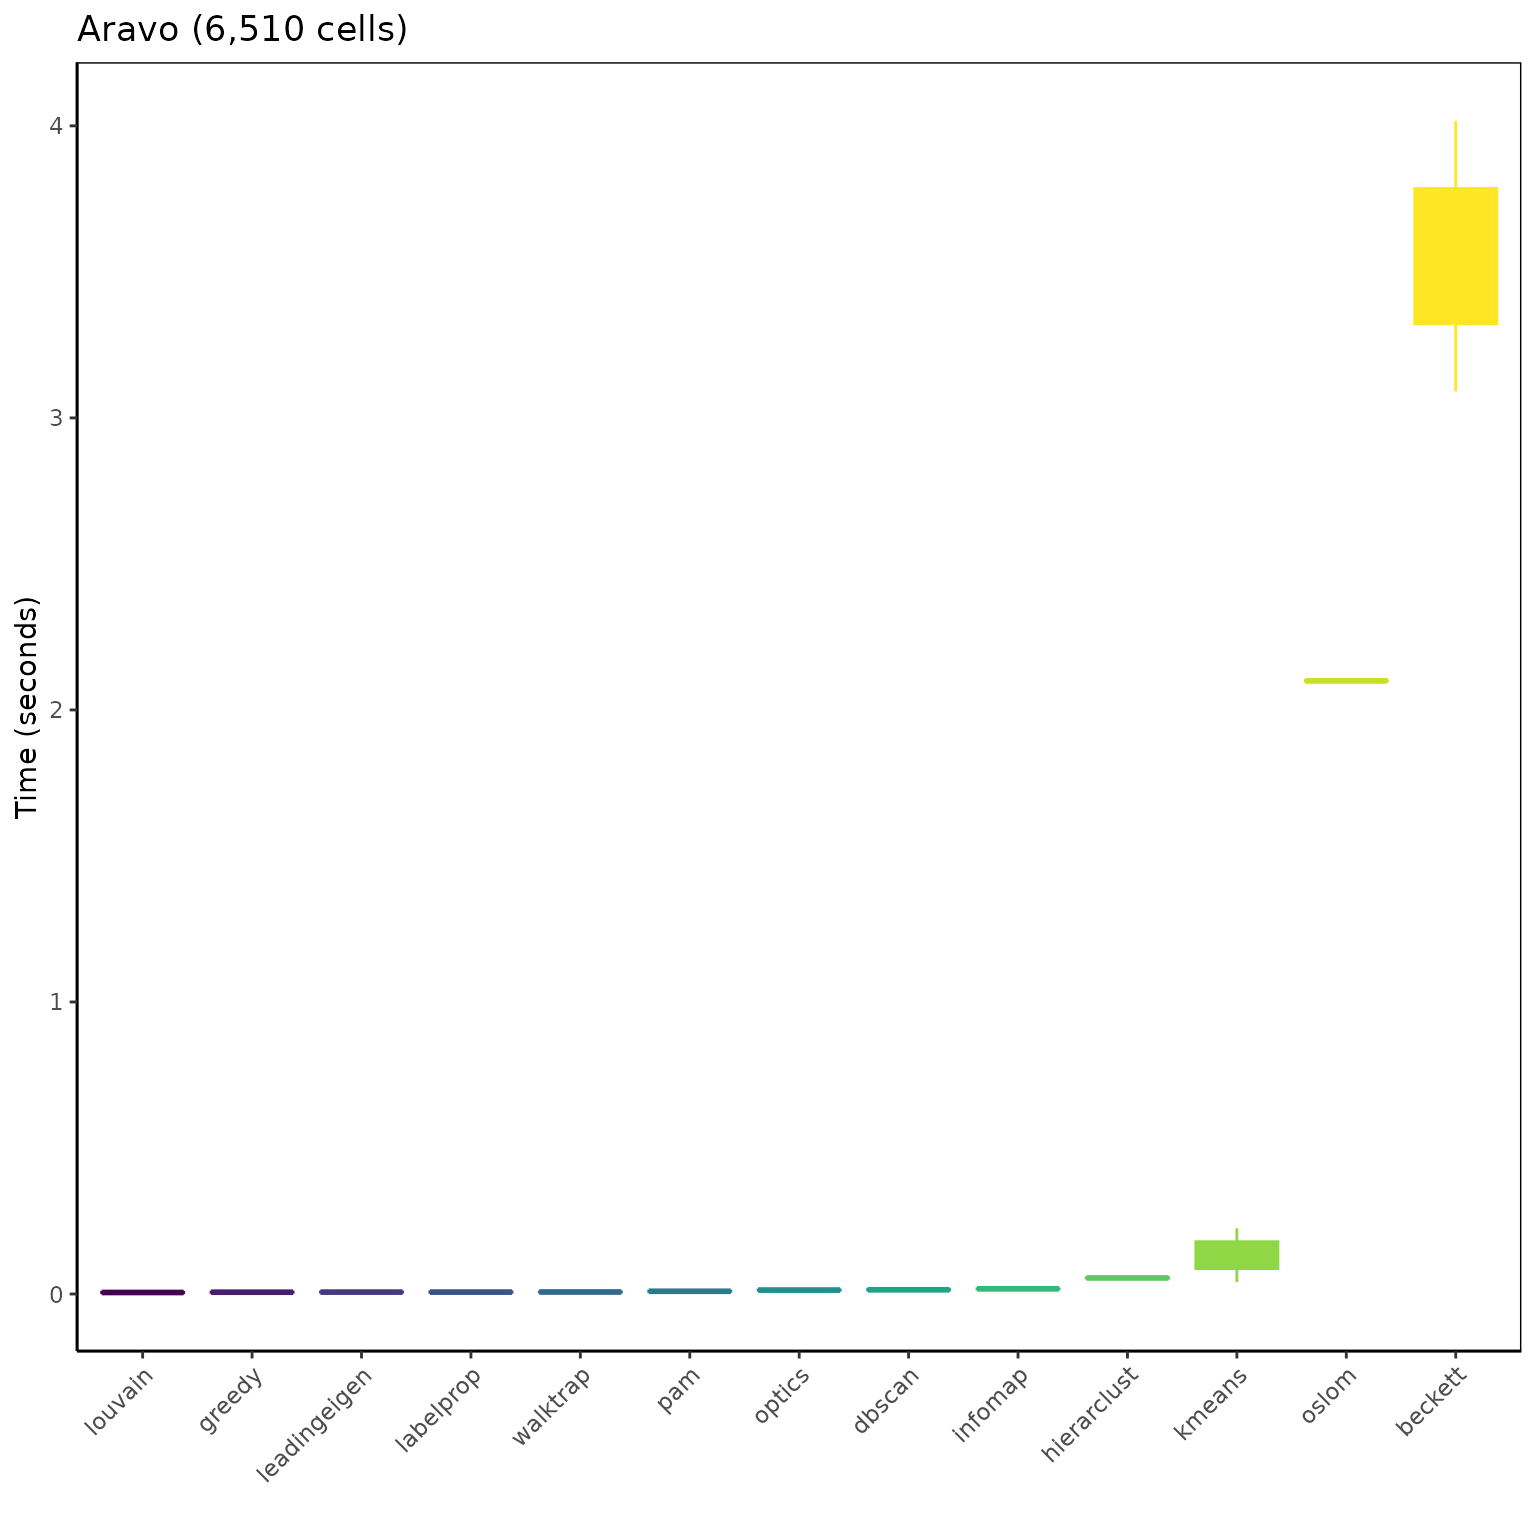 Aravo (6,510 cells)
Time (seconds)
4
3
2
1
0
louvain
greedy
leadingeigen
labelprop
walktrap
pam
optics
dbscan
infomap
hierarclust
kmeans
oslom
beckett